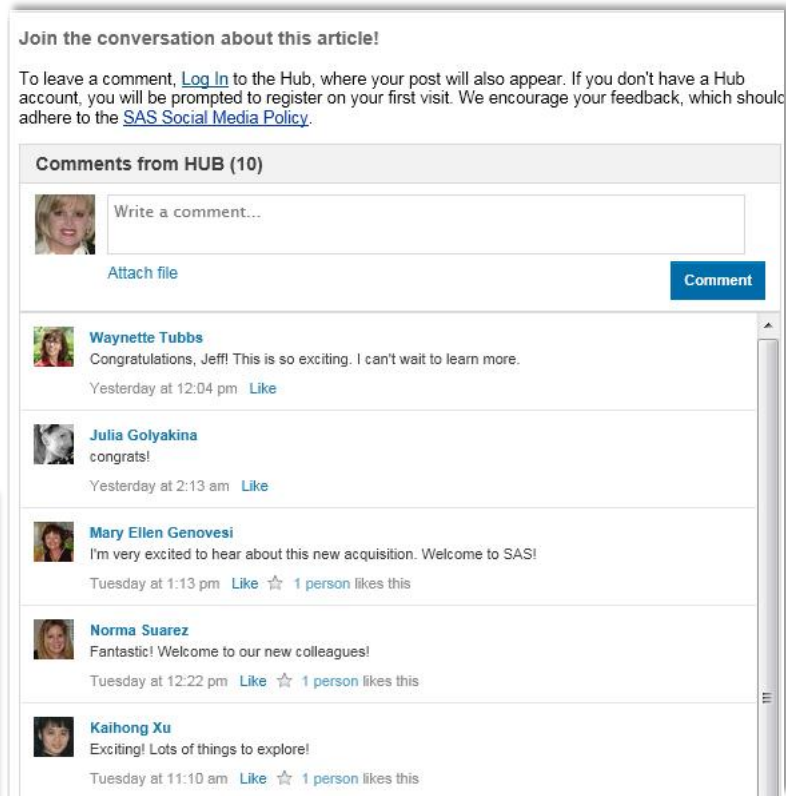 Join the conversation about this article!
To leave a comment, Log In to the Hub, where your post will also appear. If you don't have a Hub
account, you will be prompted to register on your first visit. We encourage your feedback, which should
adhere to the SAS Social Media Policy.
Comments from HUB (10)
Write a comment...
Attach file
Comment
Waynette Tubbs
Congratulations, Jeff! This is so exciting. I can't wait to learn more.
Yesterday at 12:04 pm Like
Julia Golyakina
congrats!
Yesterday at 2:13 am Like
Mary Ellen Genovesi
I'm very excited to hear about this new acquisition. Welcome to SAS!
Tuesday at 1:13 pm Like 1 person likes this
Norma Suarez
Fantastic! Welcome to our new colleagues!
Tuesday at 12:22 pm Like 1 person likes this
Kaihong Xu
Exciting! Lots of things to explore!
Tuesday at 11:10 am Like 1 person likes this